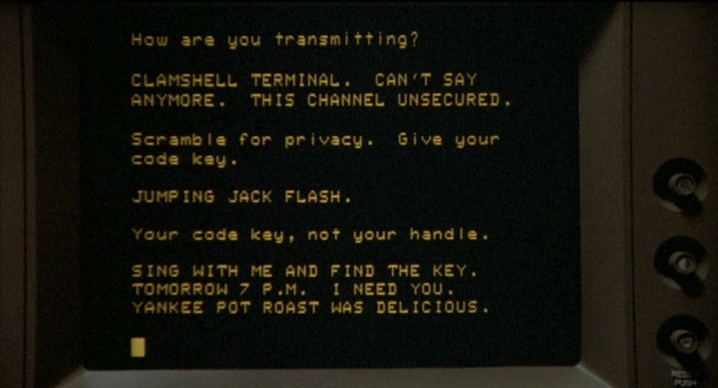 How are you transmitting?
CLAMSHELL TERMINAL. CAN'T SAY
ANYMORE. THIS CHANNEL UNSECURED.
Scramble for privacy. Give your
code key.
JUMPING JACK FLASH.
Your code key, not your handle.
SING WITH ME AND FIND THE KEY.
TOMORROW 7 P.M. I NEED YOU.
YANKEE POT ROAST WAS DELICIOUS.
PUSH